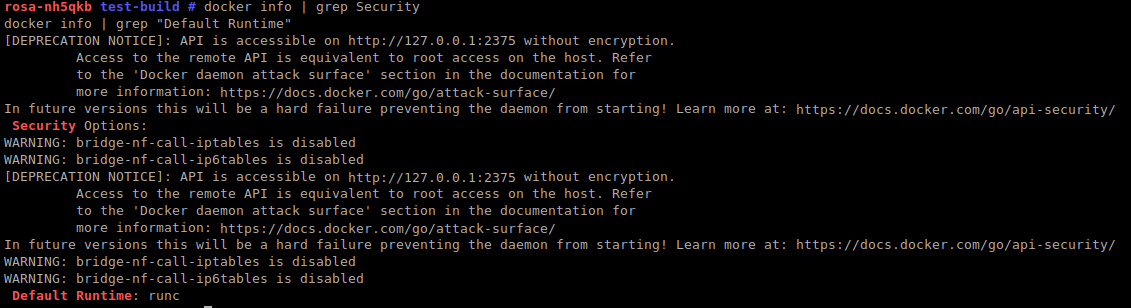 rosa-nh5qkb test-build # docker info | grep Security
docker info | grep "Default Runtime"
[DEPRECATION NOTICE]: API is accessible on http://127.0.0.1:2375 without encryption.
         Access to the remote API is equivalent to root access on the host. Refer
         to the 'Docker daemon attack surface' section in the documentation for
         more information: https://docs.docker.com/go/attack-surface/
In future versions this will be a hard failure preventing the daemon from starting! Learn more at: https://docs.docker.com/go/api-security/
 Security Options:
WARNING: bridge-nf-call-iptables is disabled
WARNING: bridge-nf-call-ip6tables is disabled
[DEPRECATION NOTICE]: API is accessible on http://127.0.0.1:2375 without encryption.
         Access to the remote API is equivalent to root access on the host. Refer
         to the 'Docker daemon attack surface' section in the documentation for
         more information: https://docs.docker.com/go/attack-surface/
In future versions this will be a hard failure preventing the daemon from starting! Learn more at: https://docs.docker.com/go/api-security/
WARNING: bridge-nf-call-iptables is disabled
WARNING: bridge-nf-call-ip6tables is disabled
 Default Runtime: runc